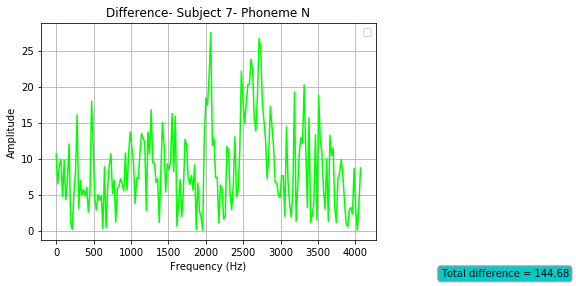 Difference- Subject 7- Phoneme N
Amplitude
25
20
15
10
5
0
0 500 1000 1500 2000 2500 3000 3500 4000
Frequency (Hz)
Total difference = 144.68